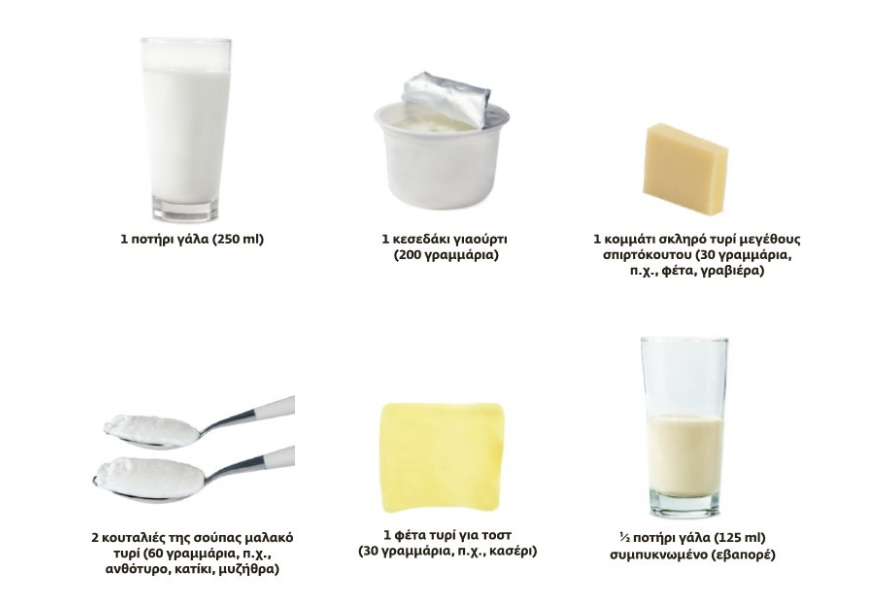 1 ποτήρι γάλα (250 ml)
1 κεσεδάκι γιαούρτι
(200 γραμμάρια)
1 κομμάτι σκληρό τυρί μεγέθους
σπιρτόκουτου (30 γραμμάρια,
π.χ., φέτα, γραβιέρα)
2 κουταλιές της σούπας μαλακό
τυρί (60 γραμμάρια, π.χ.,
ανθότυρο, κατίκι, μυζήθρα)
1 φέτα τυρί για τοστ
(30 γραμμάρια, π.χ., κασέρι)
½ ποτήρι γάλα (125 ml)
συμπυκνωμένο (εβαπορέ)